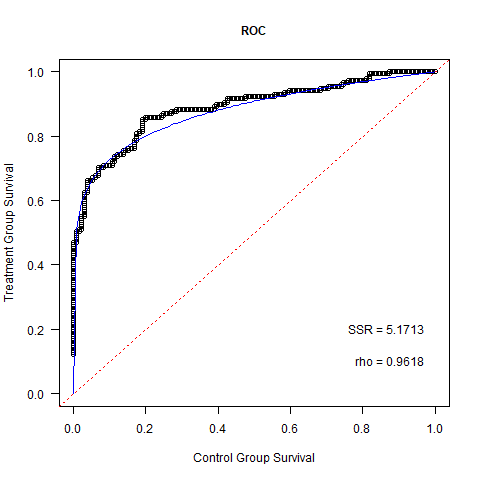 ROC
Treatment Group Survival
1.0
0.8
0.6
0.4
0.2
0.0
SSR = 5.1713
rho = 0.9618
0.0 0.2 0.4 0.6 0.8 1.0
Control Group Survival